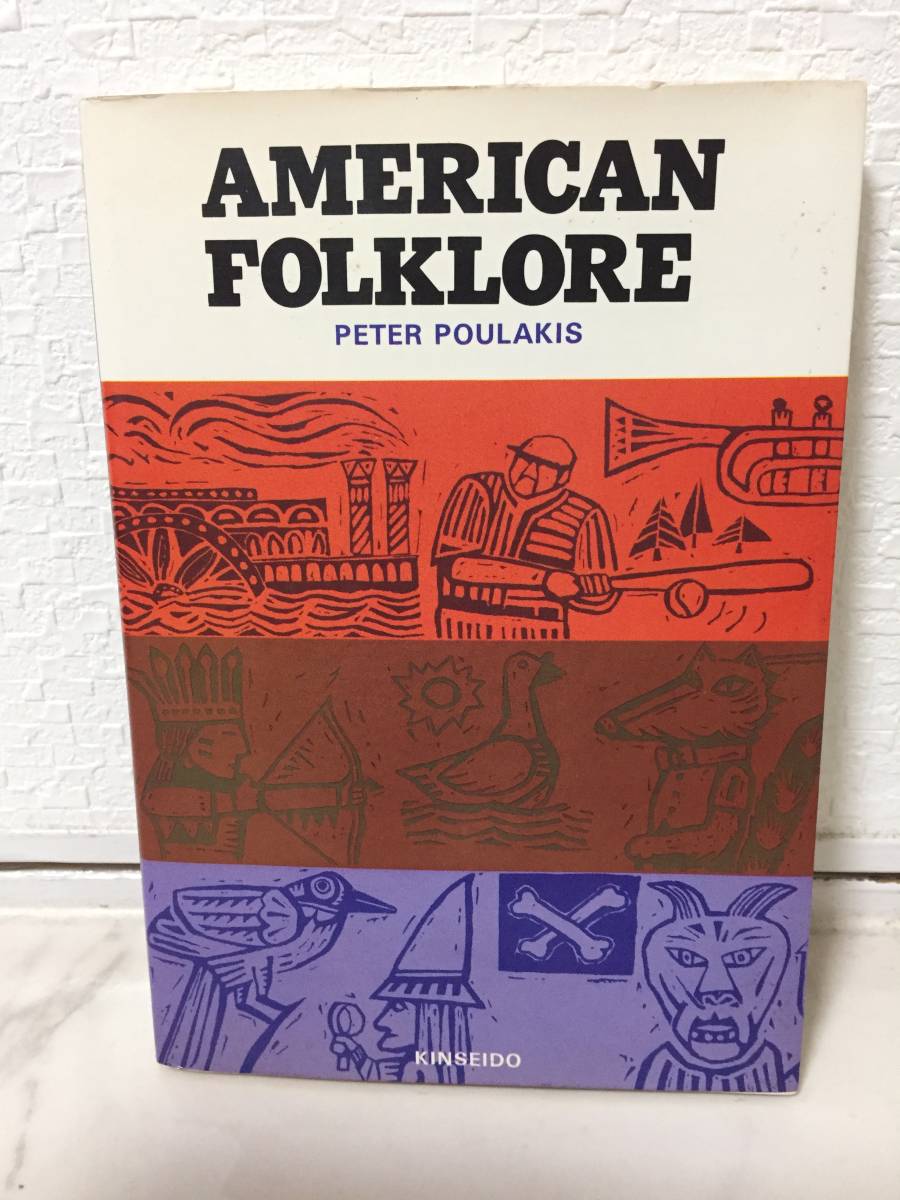 AMERICAN
FOLKLORE
PETER POULAKIS
KINSEIDO